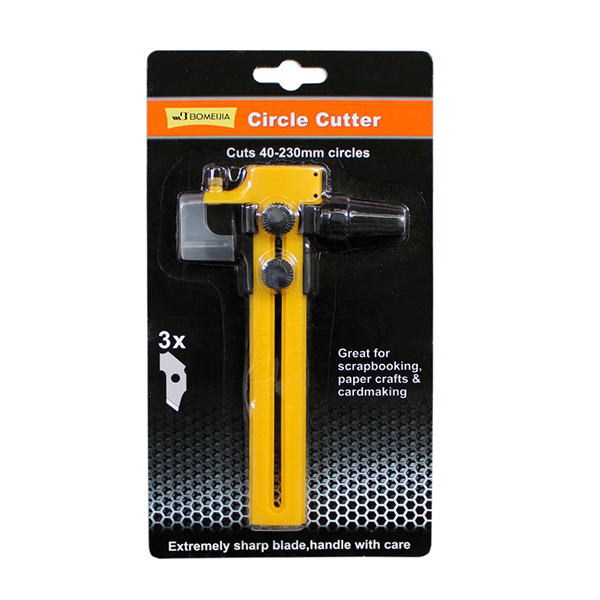 BOMEIJIA
Circle Cutter
Cuts 40-230mm circles
3x
Great for
scrapbooking,
paper crafts &
cardmaking
Extremely sharp blade,handle with care